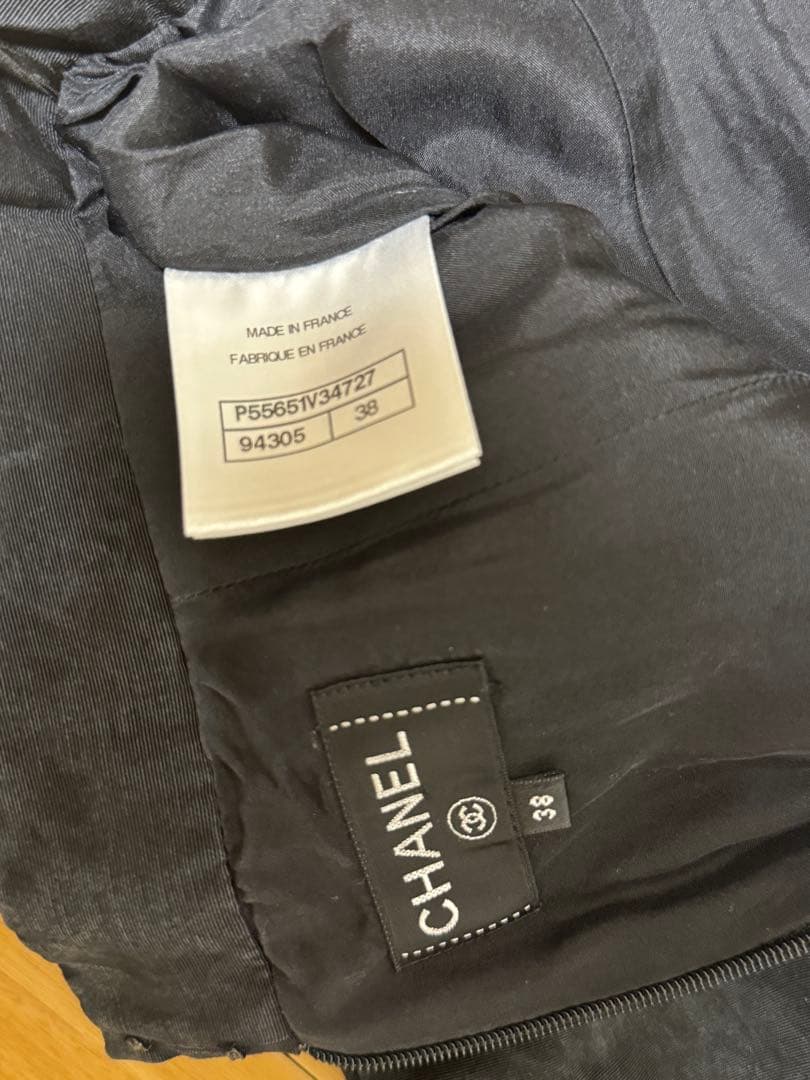 MADE IN FRANCE
FABRIQUE EN FRANCE
P55651V34727
94305 38
CHANEL
38